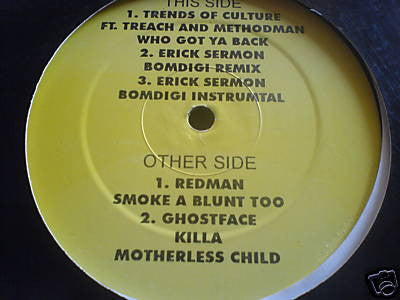 THIS SIDE
1. TRENDS OF CULTURE
FT. TREACH AND METHODMAN
WHO GOT YA BACK
2. ERICK SERMON
BOMDIGI REMIX
3. ERICK SERMON
BOMDIGI INSTRUMTAL
OTHER SIDE
1. REDMAN
SMOKE A BLUNT TOO
2. GHOSTFACE
KILLA
MOTHERLESS CHILD